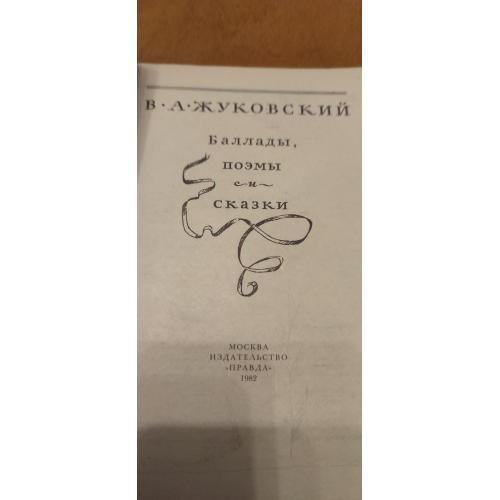 В·А·ЖУКОВСКИЙ
Баллады,
поэмы
и
сказки
МОСКВА
ИЗДАТЕЛЬСТВО
«ПРАВДА»
1982